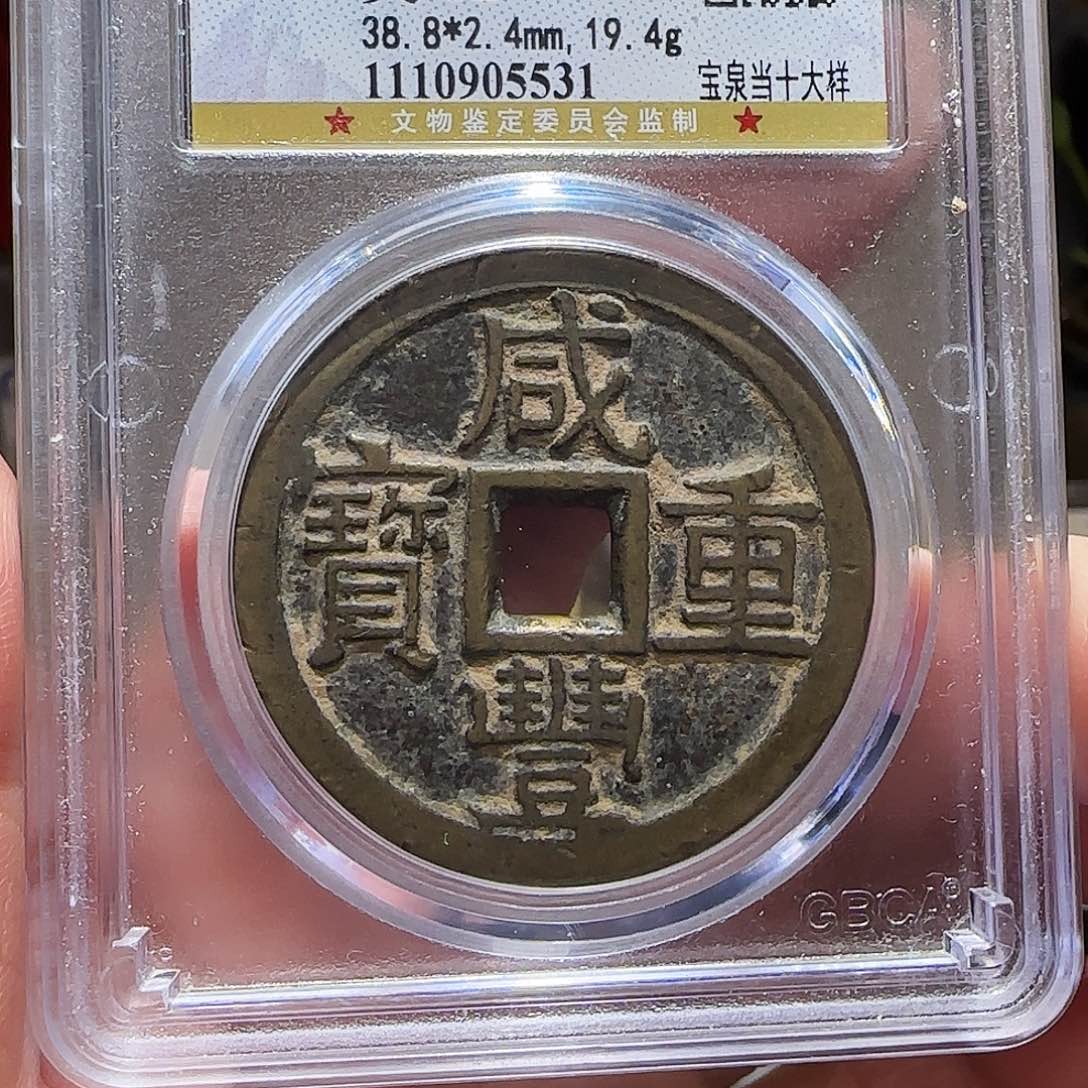 38.8*2.4mm,19.4g
1110905531
宝泉当十大样
文物鉴定委员会监制
咸
豐
重
寶
GBCA®